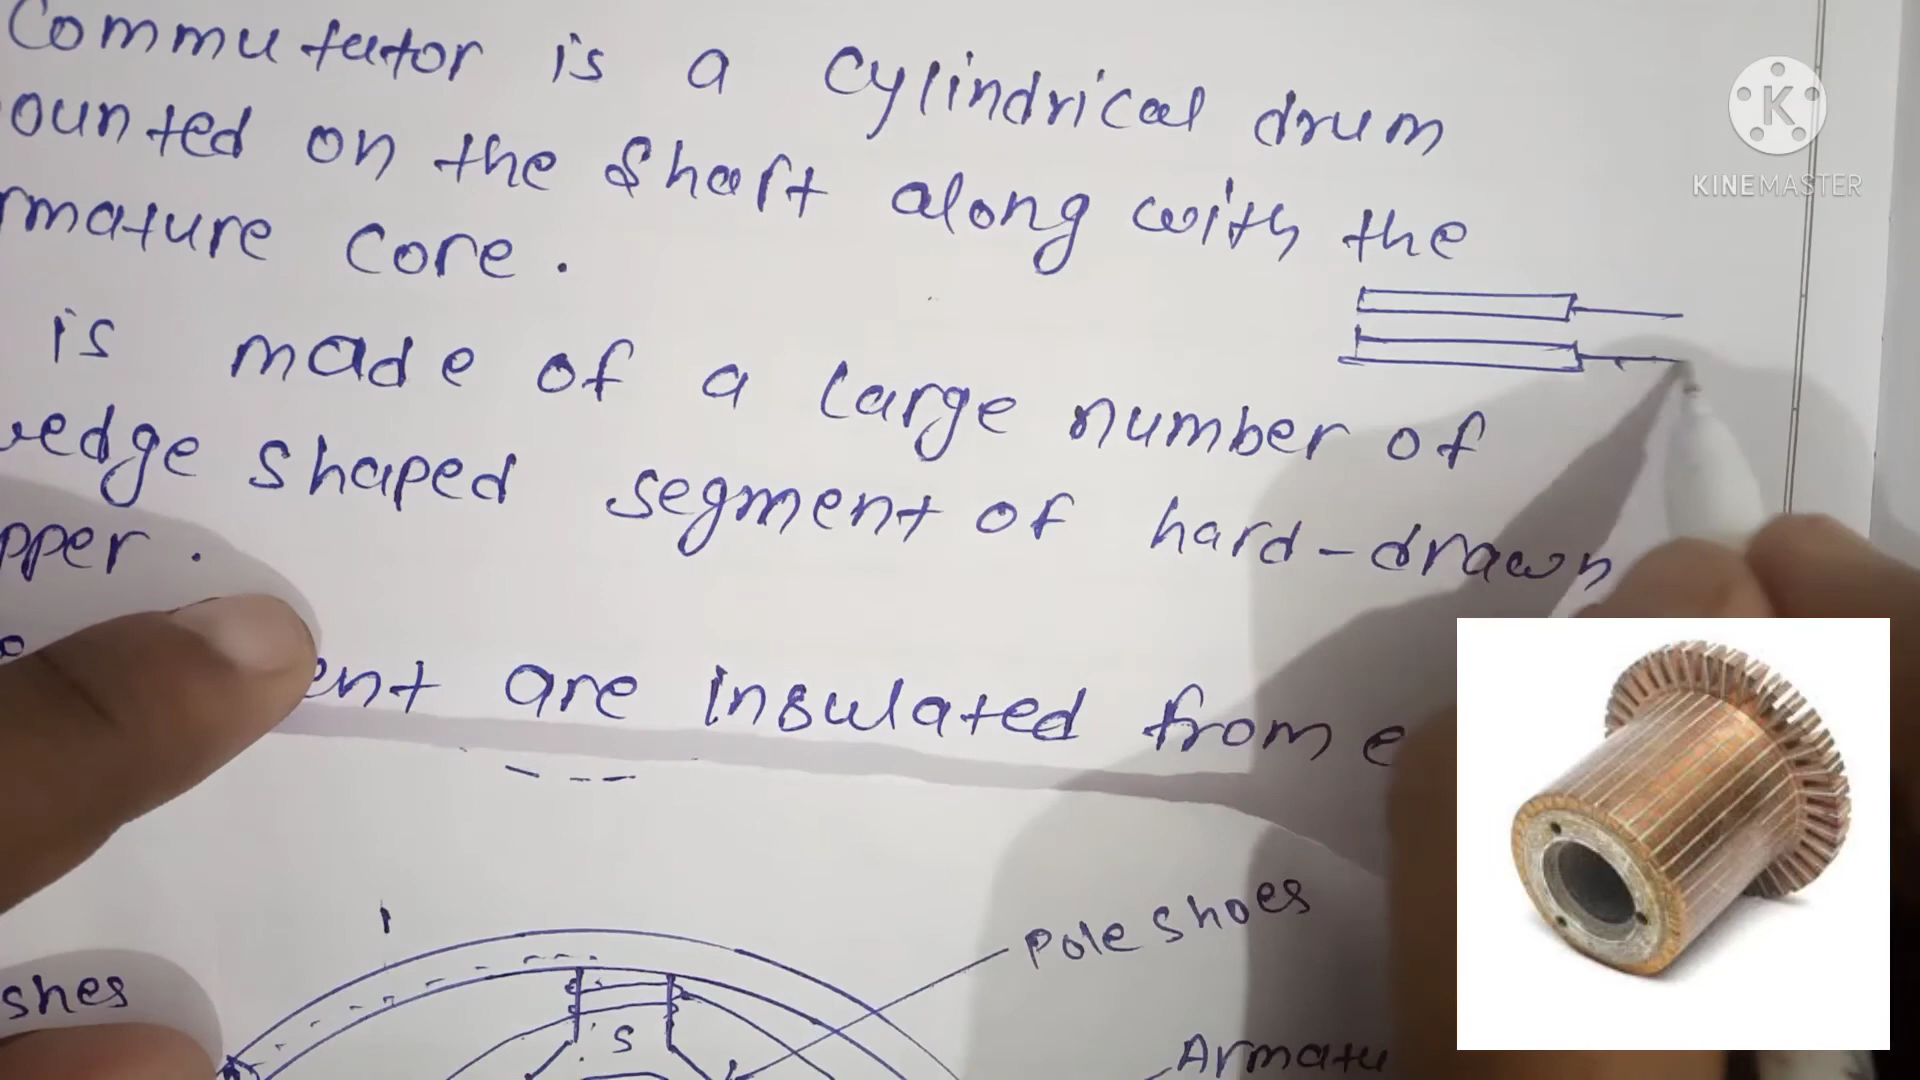 Commutator is a cylindrical drum
ounted on the shaft along with the
rmature core.
is made of a large number of
edge shaped segment of hard-drawn
pper.
ent are insulated from e
Pole shoes
shes
S
Armatu
K
KINEMASTER